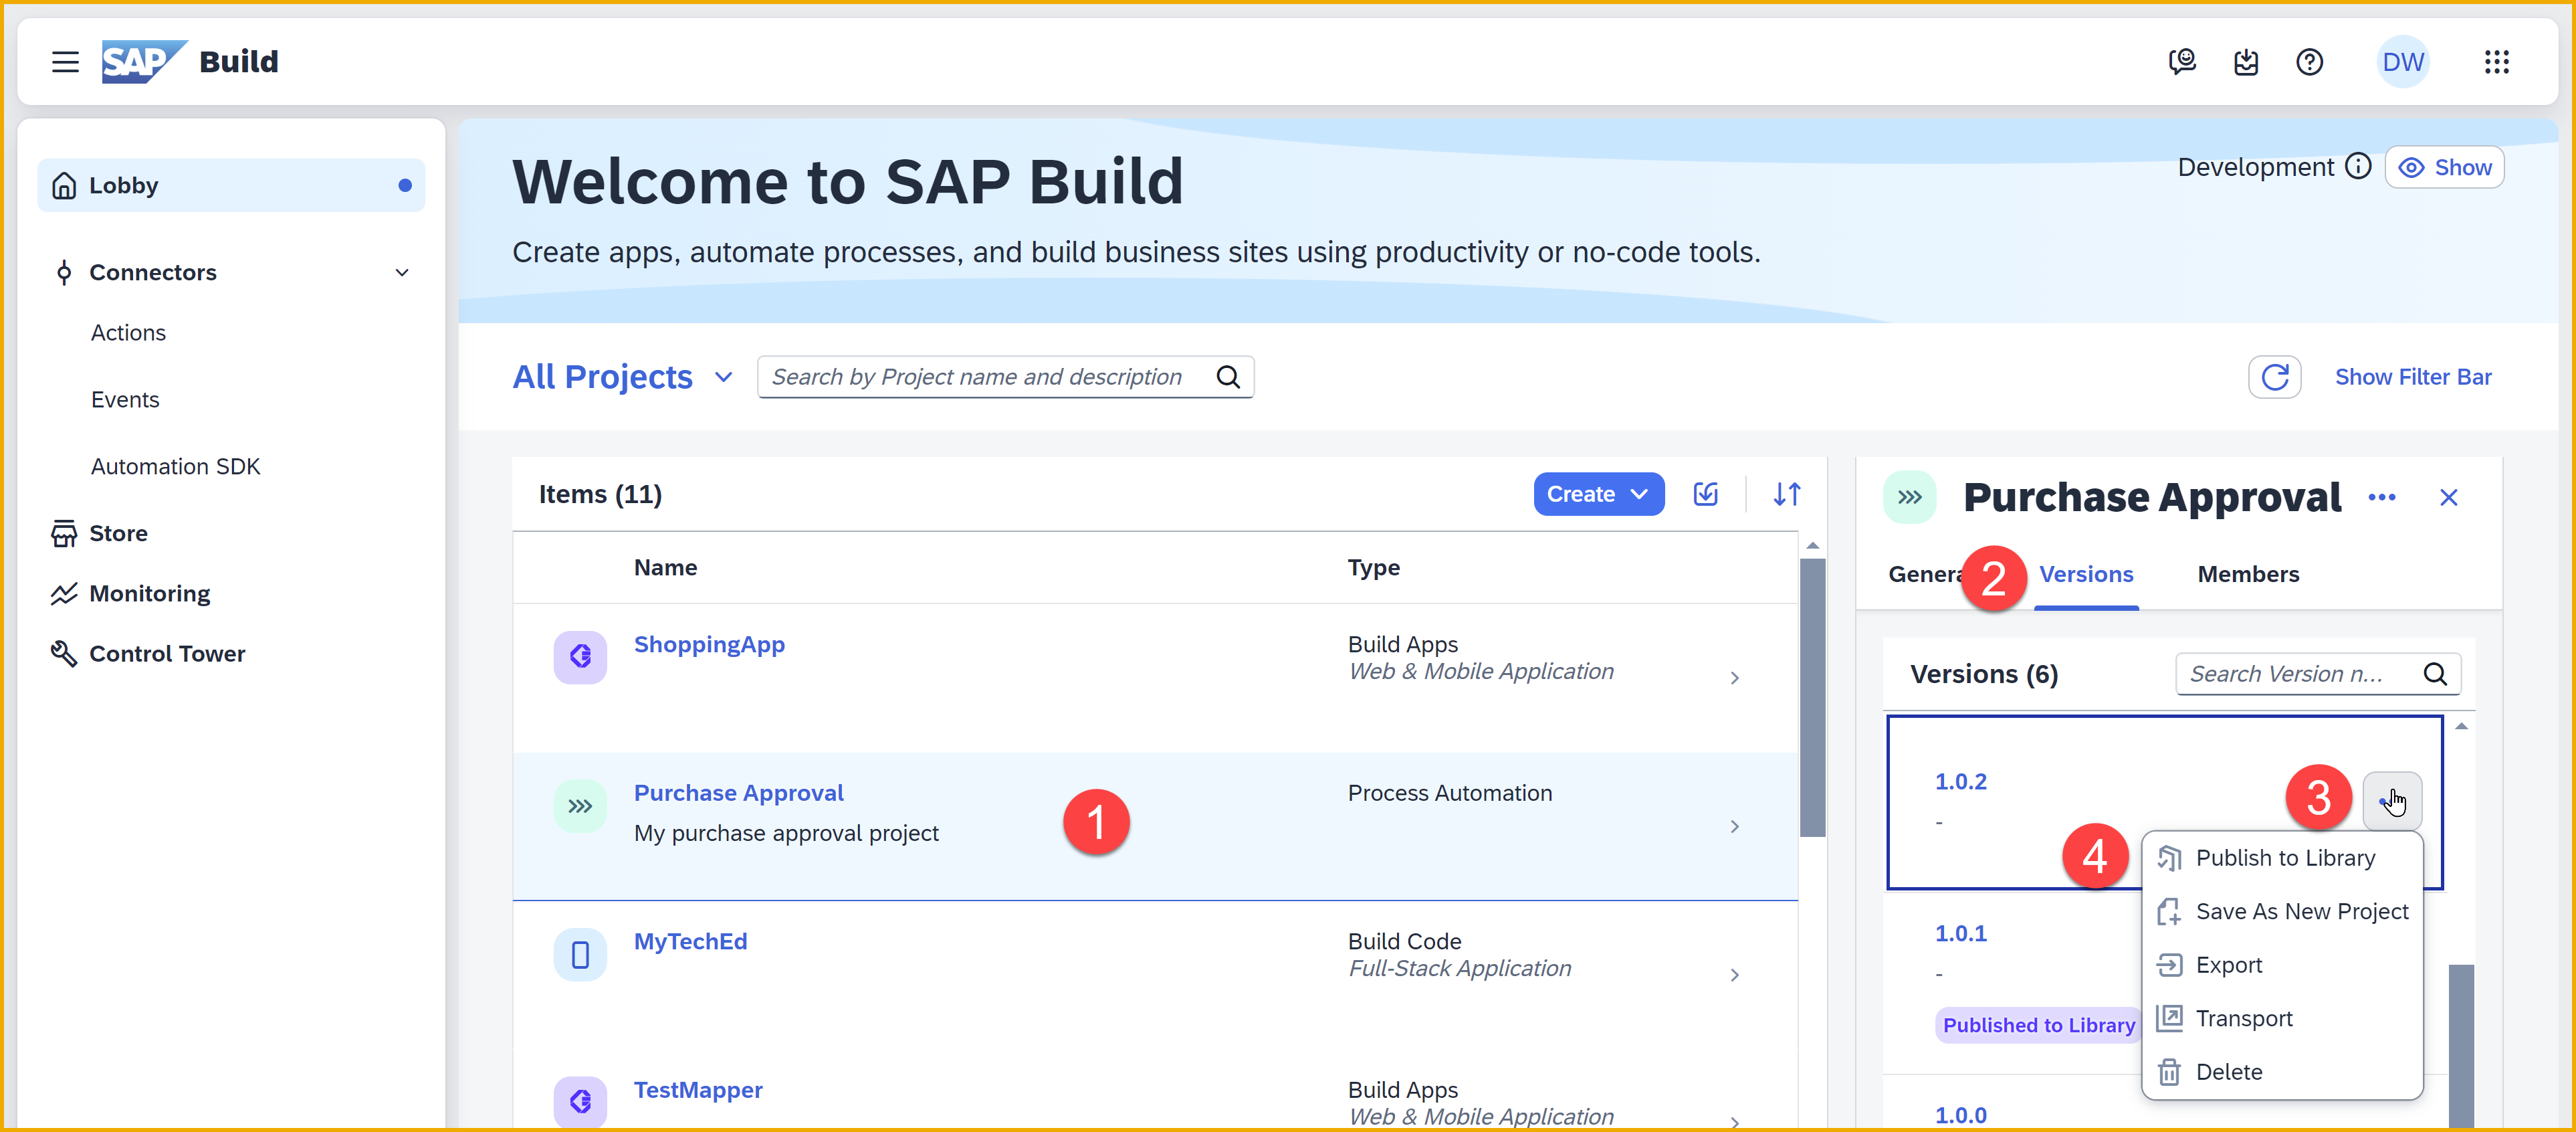 SAP Build
DW
Lobby
Connectors
Actions
Events
Automation SDK
Store
Monitoring
Control Tower
Welcome to SAP Build
Create apps, automate processes, and build business sites using productivity or no-code tools.
Development
Show
All Projects
Search by Project name and description
Show Filter Bar
Items (11)
Create
Name Type
ShoppingApp Build Apps
Web & Mobile Application
Purchase Approval Process Automation
My purchase approval project
1
MyTechEd Build Code
Full-Stack Application
TestMapper Build Apps
Web & Mobile Application
Purchase Approval
Genera 2 Versions Members
Versions (6) Search Version n...
1.0.2
-
3
4
Publish to Library
Save As New Project
Export
Transport
Delete
1.0.1
-
Published to Library
1.0.0